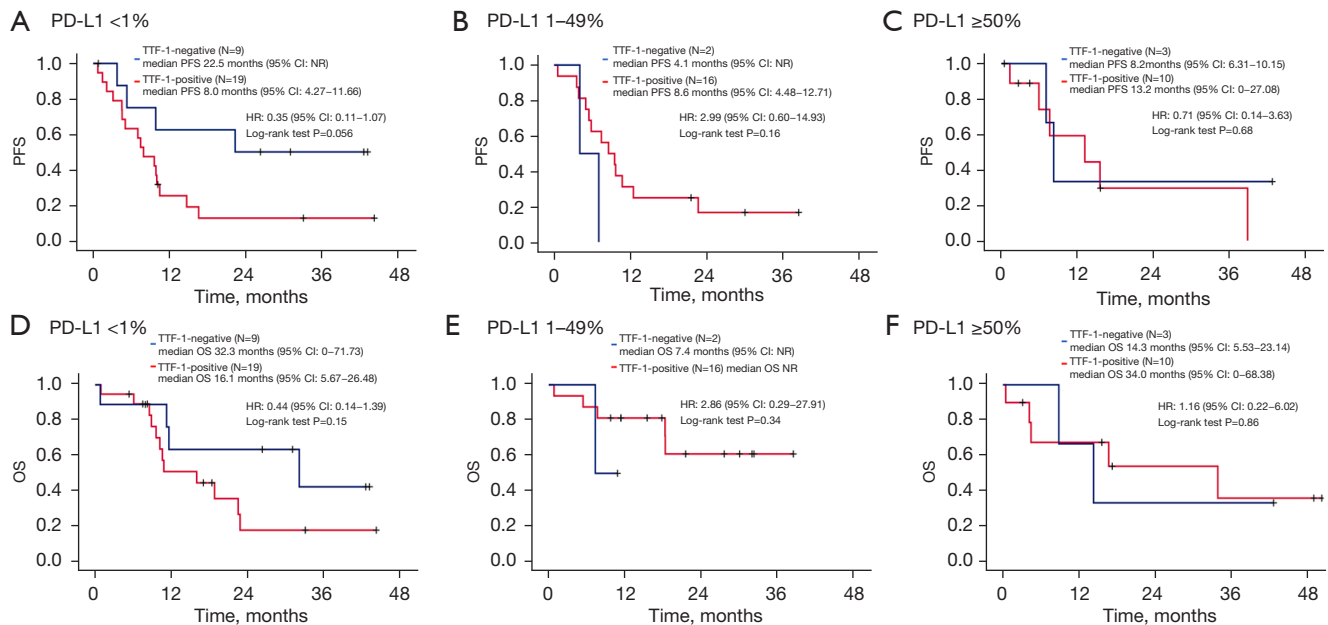 A PD-L1 <1%
TTF-1-negative (N=9)
median PFS 22.5 months (95% CI: NR)
TTF-1-positive (N=19)
median PFS 8.0 months (95% CI: 4.27–11.66)
HR: 0.35 (95% CI: 0.11–1.07)
Log-rank test P=0.056
PFS
1.0
0.8
0.6
0.4
0.2
0.0
0 12 24 36 48
Time, months
B PD-L1 1–49%
TTF-1-negative (N=2)
median PFS 4.1 months (95% CI: NR)
TTF-1-positive (N=16)
median PFS 8.6 months (95% CI: 4.48–12.71)
HR: 2.99 (95% CI: 0.60–14.93)
Log-rank test P=0.16
PFS
1.0
0.8
0.6
0.4
0.2
0.0
0 12 24 36 48
Time, months
C PD-L1 ≥50%
TTF-1-negative (N=3)
median PFS 8.2months (95% CI: 6.31–10.15)
TTF-1-positive (N=10)
median PFS 13.2 months (95% CI: 0–27.08)
HR: 0.71 (95% CI: 0.14–3.63)
Log-rank test P=0.68
PFS
1.0
0.8
0.6
0.4
0.2
0.0
0 12 24 36 48
Time, months
D PD-L1 <1%
TTF-1-negative (N=9)
median OS 32.3 months (95% CI: 0–71.73)
TTF-1-positive (N=19)
median OS 16.1 months (95% CI: 5.67–26.48)
HR: 0.44 (95% CI: 0.14–1.39)
Log-rank test P=0.15
OS
1.0
0.8
0.6
0.4
0.2
0.0
0 12 24 36 48
Time, months
E PD-L1 1–49%
TTF-1-negative (N=2)
median OS 7.4 months (95% CI: NR)
TTF-1-positive (N=16) median OS NR
HR: 2.86 (95% CI: 0.29–27.91)
Log-rank test P=0.34
OS
1.0
0.8
0.6
0.4
0.2
0.0
0 12 24 36 48
Time, months
F PD-L1 ≥50%
TTF-1-negative (N=3)
median OS 14.3 months (95% CI: 5.53–23.14)
TTF-1-positive (N=10)
median OS 34.0 months (95% CI: 0–68.38)
HR: 1.16 (95% CI: 0.22–6.02)
Log-rank test P=0.86
OS
1.0
0.8
0.6
0.4
0.2
0.0
0 12 24 36 48
Time, months